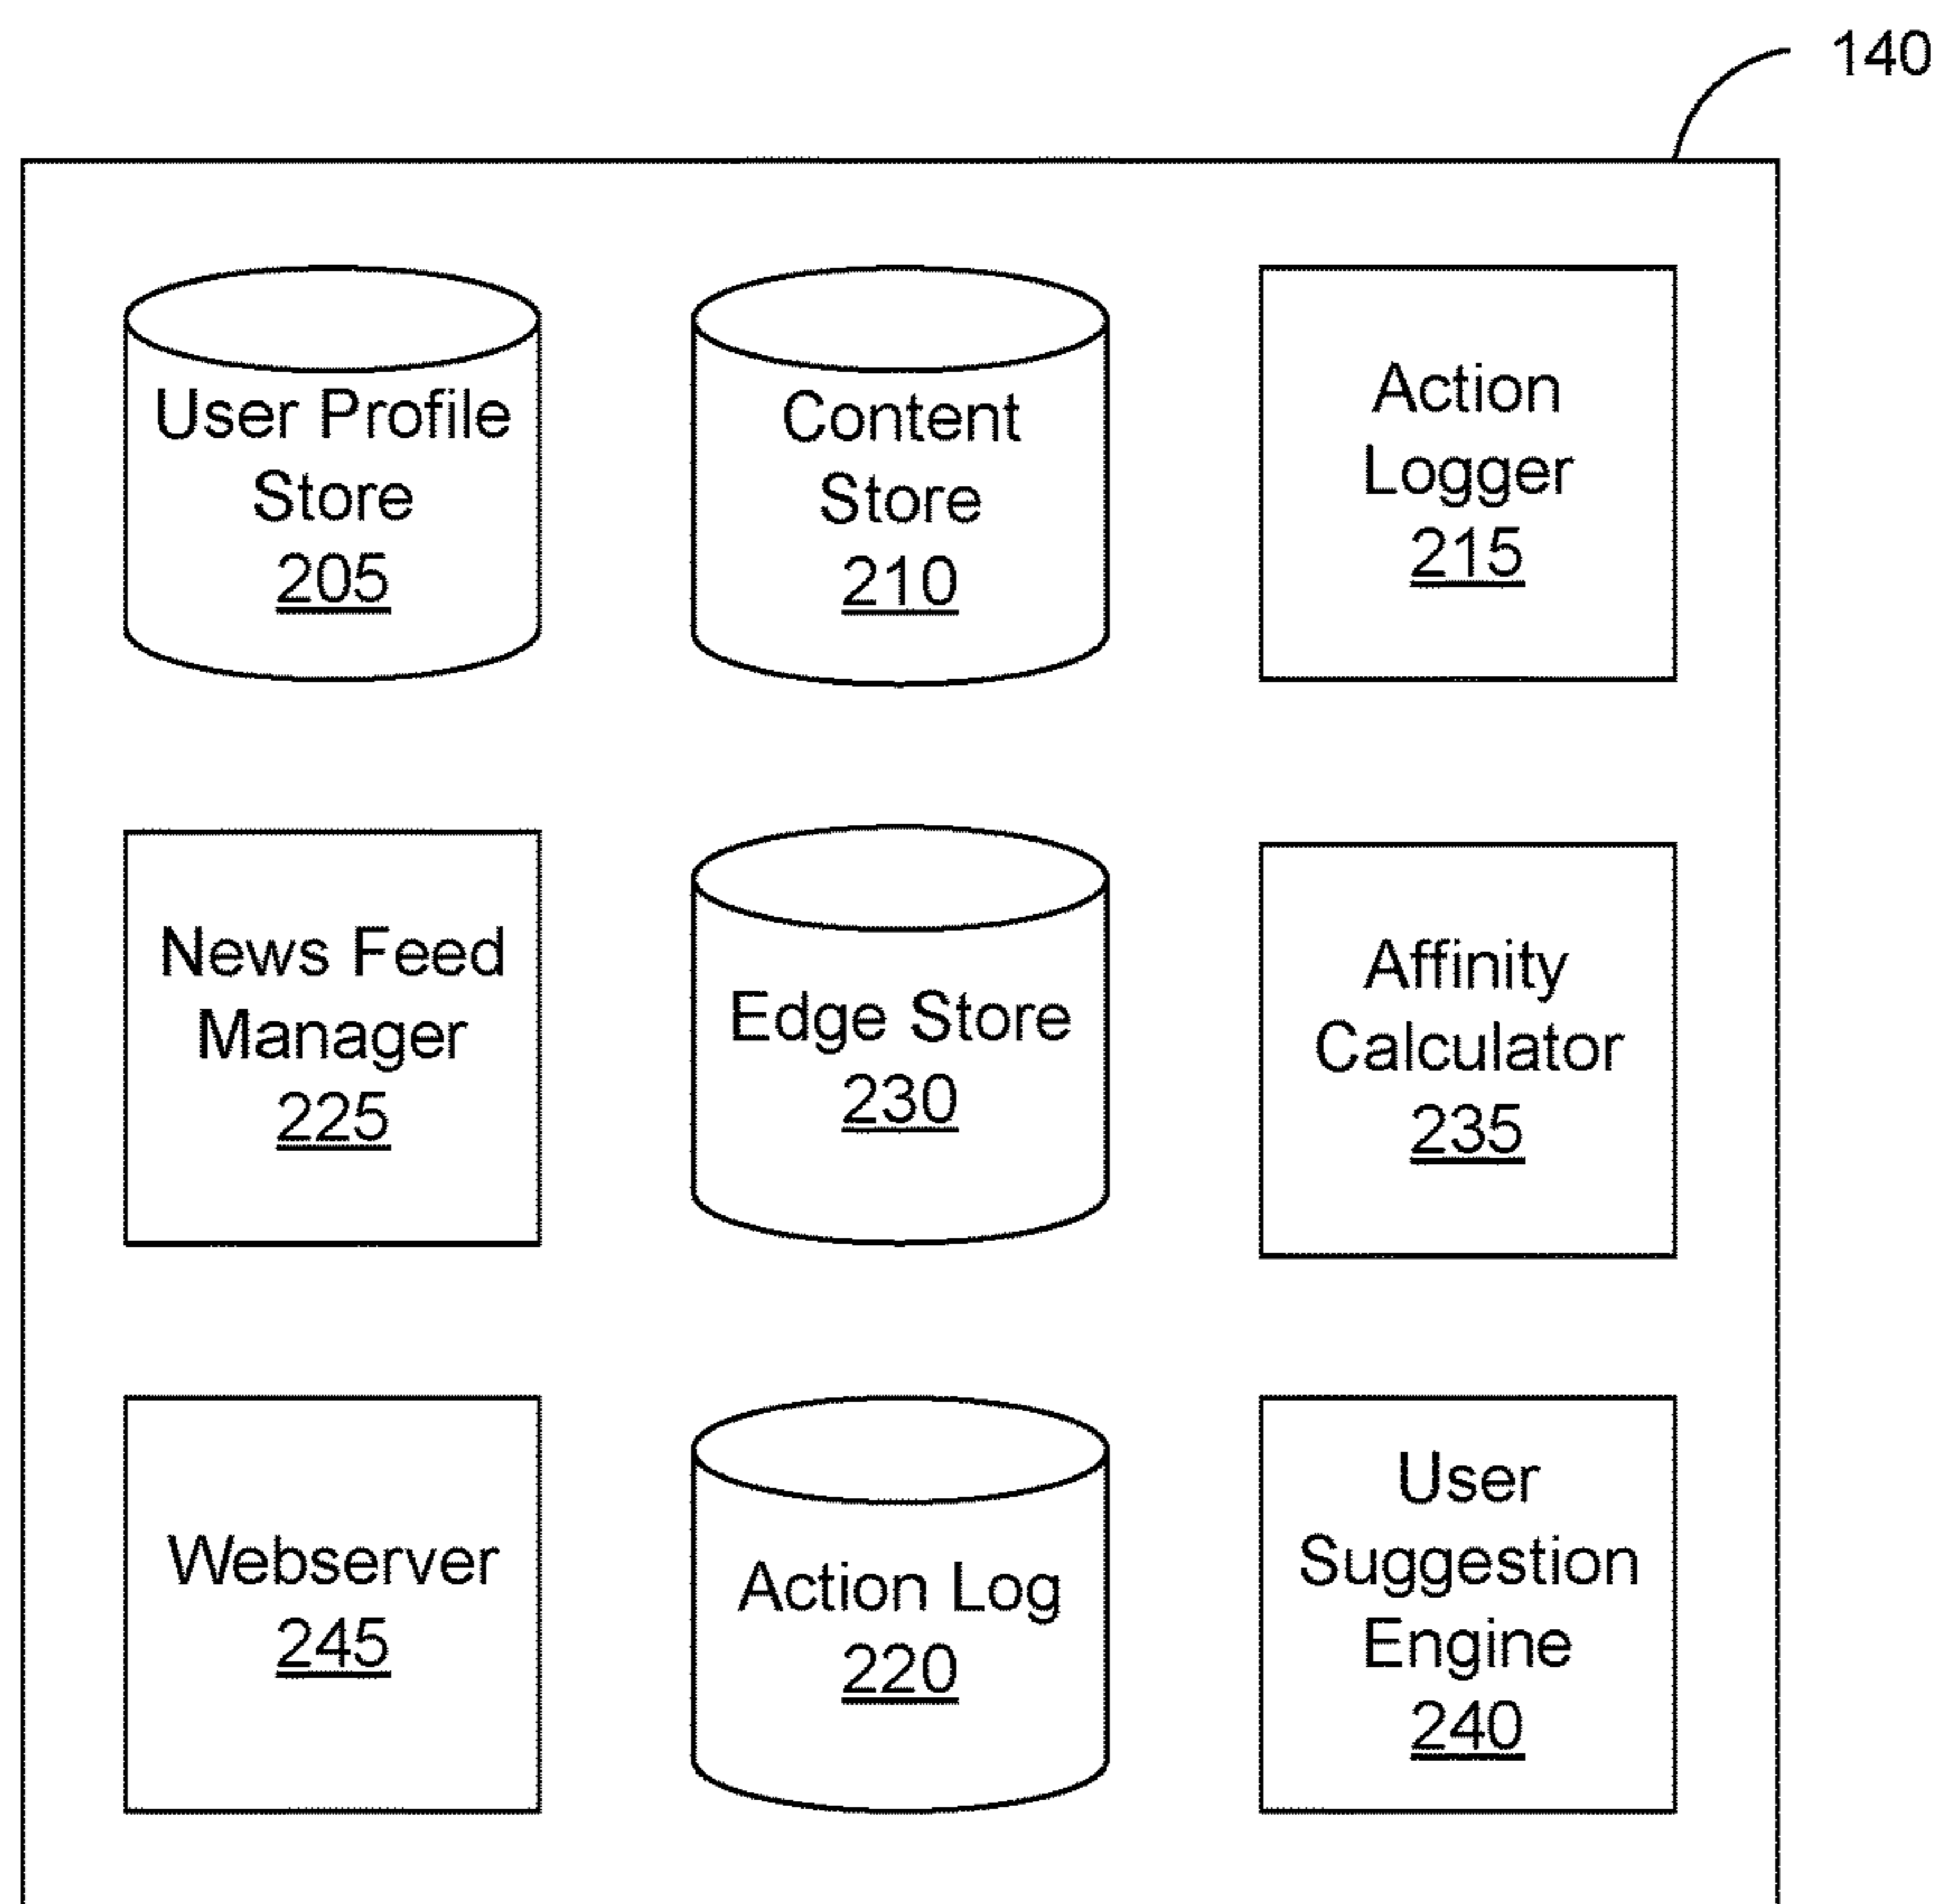 140
User Profile
Store
205
Content
Store
210
Action
Logger
215
News Feed
Manager
225
Edge Store
230
Affinity
Calculator
235
Webserver
245
Action Log
220
User
Suggestion
Engine
240